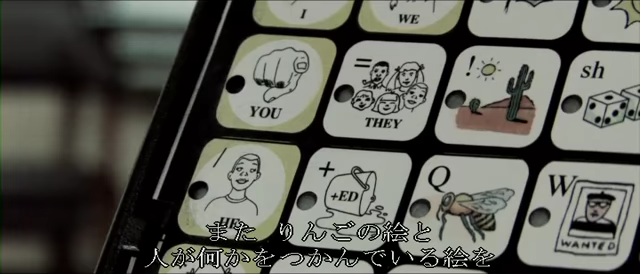 I
WE
YOU
=
THEY
!
sh
/
HE
+
+ED
Q
W
WANTED
また りんごの絵と
人が何かをつかんでいる絵を